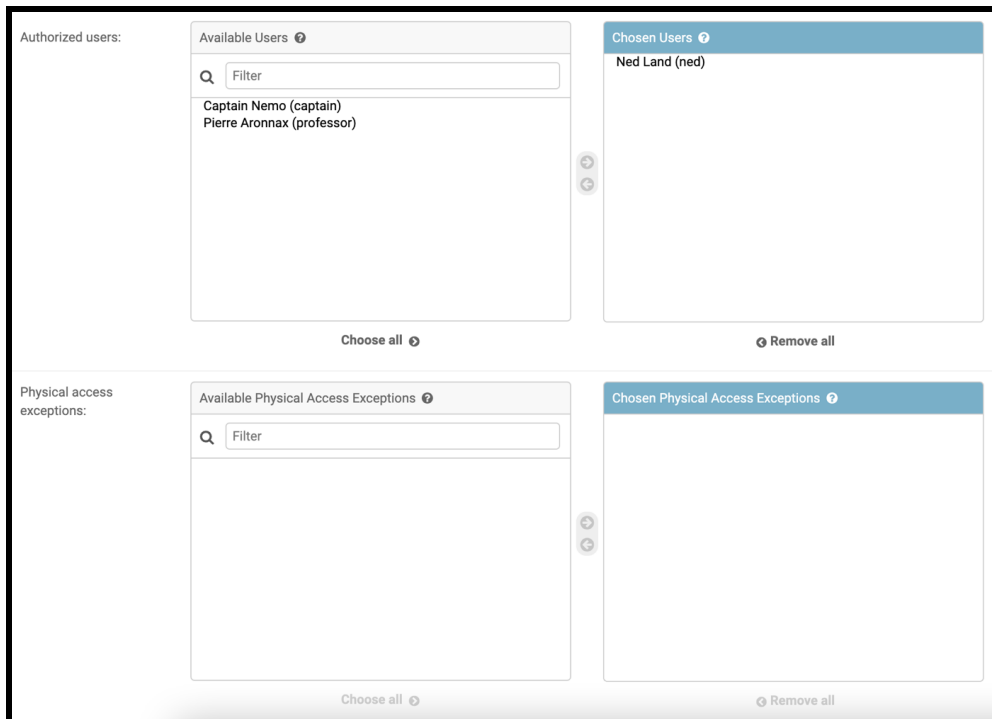 Authorized users:
Available Users
Chosen Users
Filter
Ned Land (ned)
Captain Nemo (captain)
Pierre Aronnax (professor)
Choose all
Remove all
Physical access
exceptions:
Available Physical Access Exceptions
Chosen Physical Access Exceptions
Filter
Choose all
Remove all